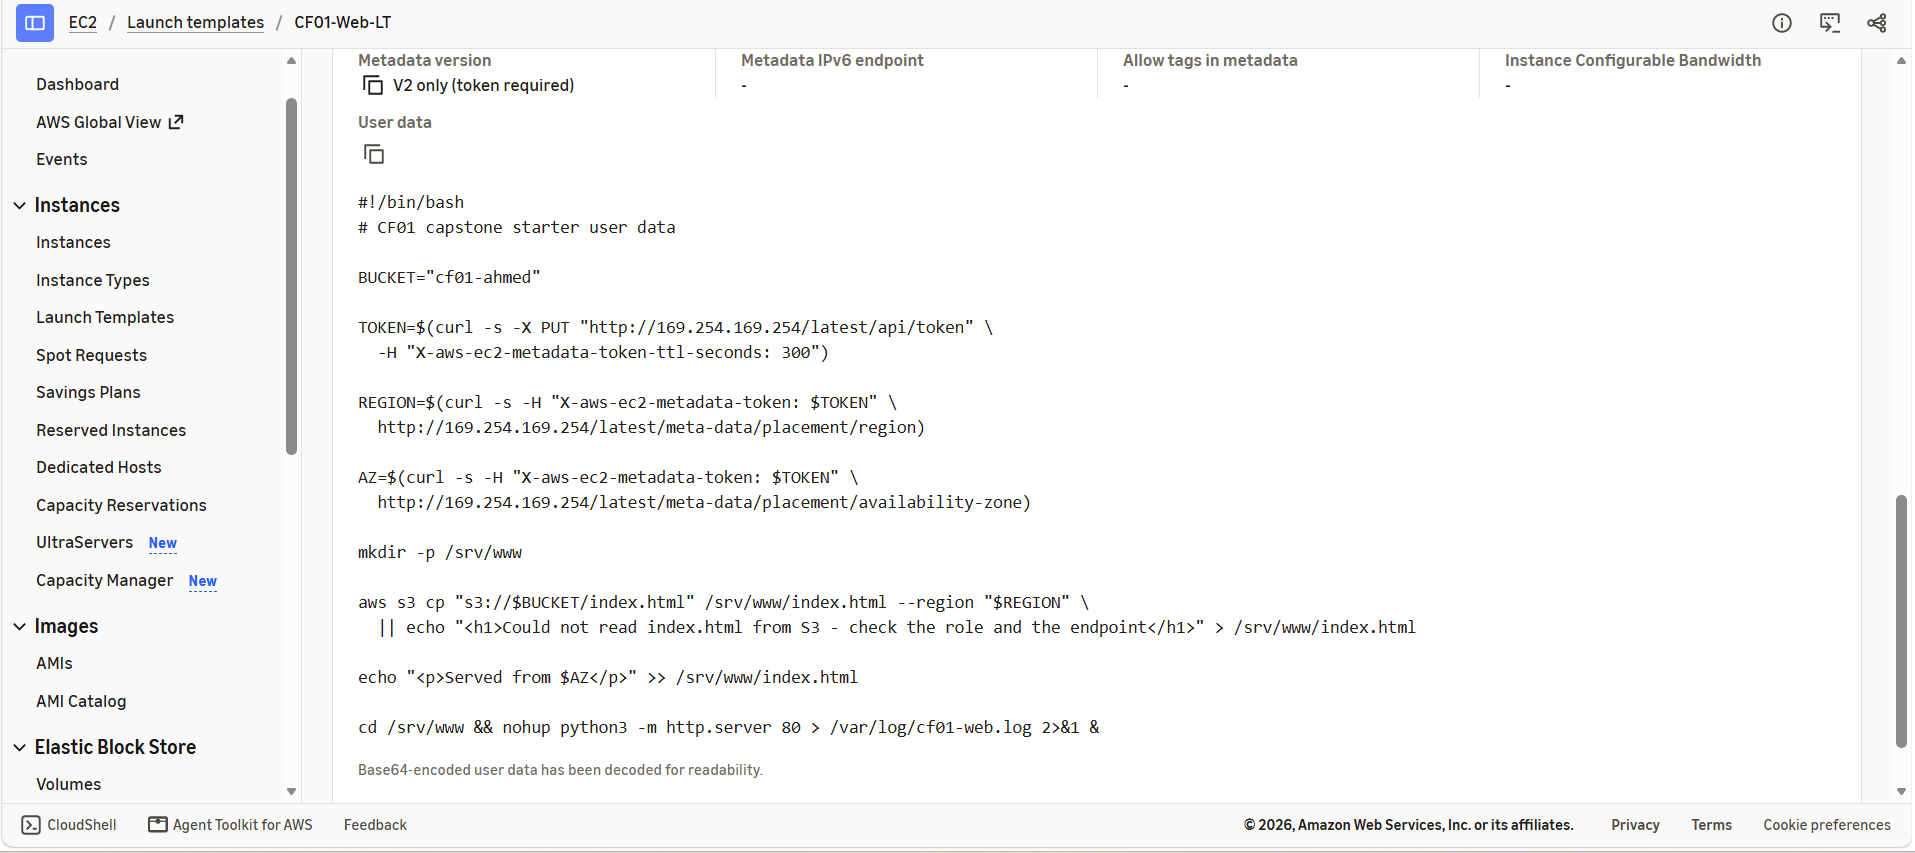 EC2 / Launch templates / CF01-Web-LT
Dashboard
AWS Global View
Events
Instances
Instances
Instance Types
Launch Templates
Spot Requests
Savings Plans
Reserved Instances
Dedicated Hosts
Capacity Reservations
UltraServers New
Capacity Manager New
Images
AMIs
AMI Catalog
Elastic Block Store
Volumes
Metadata version
V2 only (token required)
Metadata IPv6 endpoint
-
Allow tags in metadata
-
Instance Configurable Bandwidth
-
User data
#!/bin/bash
# CF01 capstone starter user data
BUCKET="cf01-ahmed"
TOKEN=$(curl -s -X PUT "http://169.254.169.254/latest/api/token" \
  -H "X-aws-ec2-metadata-token-ttl-seconds: 300")
REGION=$(curl -s -H "X-aws-ec2-metadata-token: $TOKEN" \
  http://169.254.169.254/latest/meta-data/placement/region)
AZ=$(curl -s -H "X-aws-ec2-metadata-token: $TOKEN" \
  http://169.254.169.254/latest/meta-data/placement/availability-zone)
mkdir -p /srv/www
aws s3 cp "s3://$BUCKET/index.html" /srv/www/index.html --region "$REGION" \
  || echo "<h1>Could not read index.html from S3 - check the role and the endpoint</h1>" > /srv/www/index.html
echo "<p>Served from $AZ</p>" >> /srv/www/index.html
cd /srv/www && nohup python3 -m http.server 80 > /var/log/cf01-web.log 2>&1 &
Base64-encoded user data has been decoded for readability.
CloudShell
Agent Toolkit for AWS
Feedback
© 2026, Amazon Web Services, Inc. or its affiliates.
Privacy
Terms
Cookie preferences